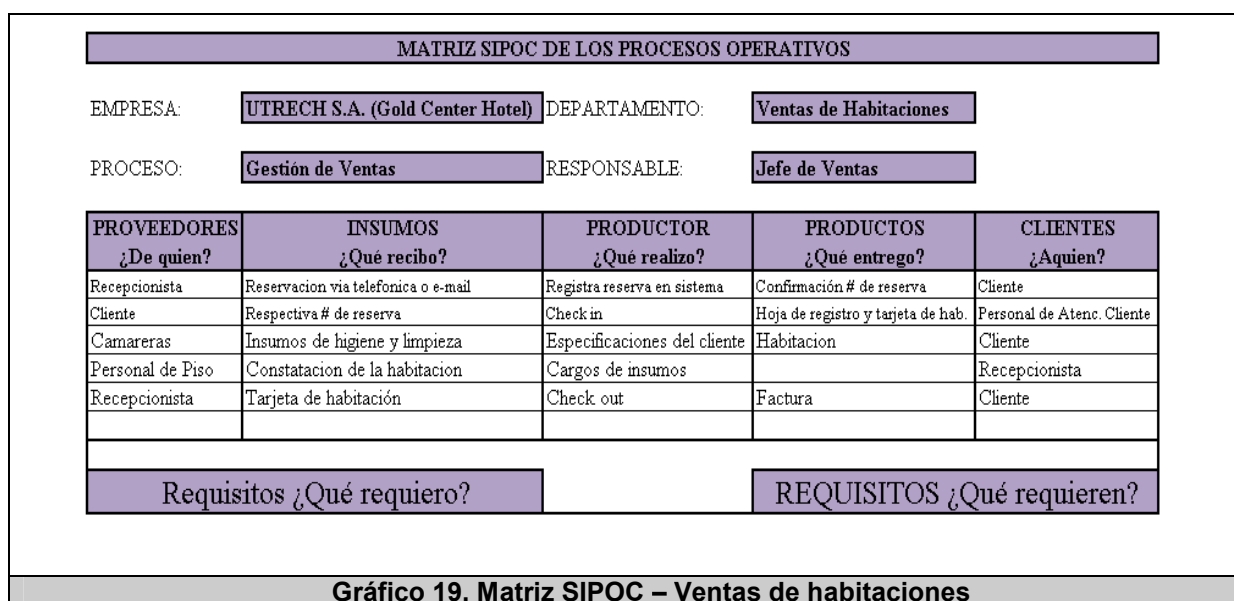 MATRIZ SIPOC DE LOS PROCESOS OPERATIVOS
EMPRESA: UTRECH S.A. (Gold Center Hotel) DEPARTAMENTO: Ventas de Habitaciones
PROCESO: Gestión de Ventas RESPONSABLE: Jefe de Ventas
PROVEEDORES INSUMOS PRODUCTOR PRODUCTOS CLIENTES
¿De quien? ¿Qué recibo? ¿Qué realizo? ¿Qué entrego? ¿Aquien?
Recepcionista Reservacion via telefonica o e-mail Registra reserva en sistema Confirmación # de reserva Cliente
Cliente Respectiva # de reserva Check in Hoja de registro y tarjeta de hab. Personal de Atenc. Cliente
Camareras Insumos de higiene y limpieza Especificaciones del cliente Habitacion Cliente
Personal de Piso Constatacion de la habitacion Cargos de insumos Recepcionista
Recepcionista Tarjeta de habitación Check out Factura Cliente
Requisitos ¿Qué requiero? REQUISITOS ¿Qué requieren?
Gráfico 19. Matriz SIPOC – Ventas de habitaciones